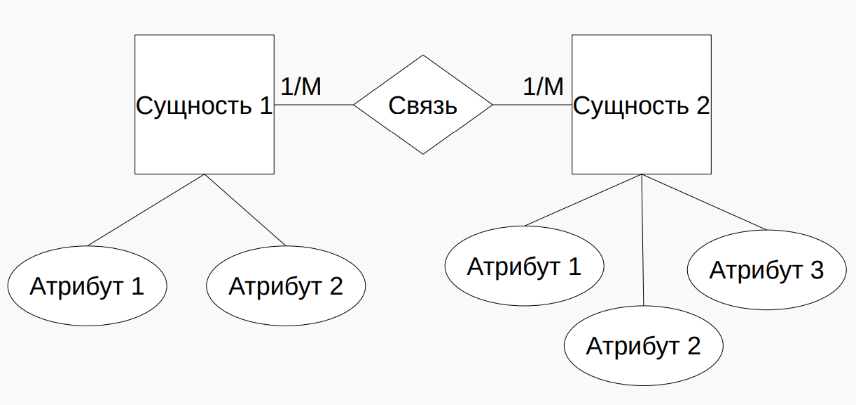 1/M
1/M
Сущность 1
Связь
Сущность 2
Атрибут 1
Атрибут 2
Атрибут 1
Атрибут 3
Атрибут 2